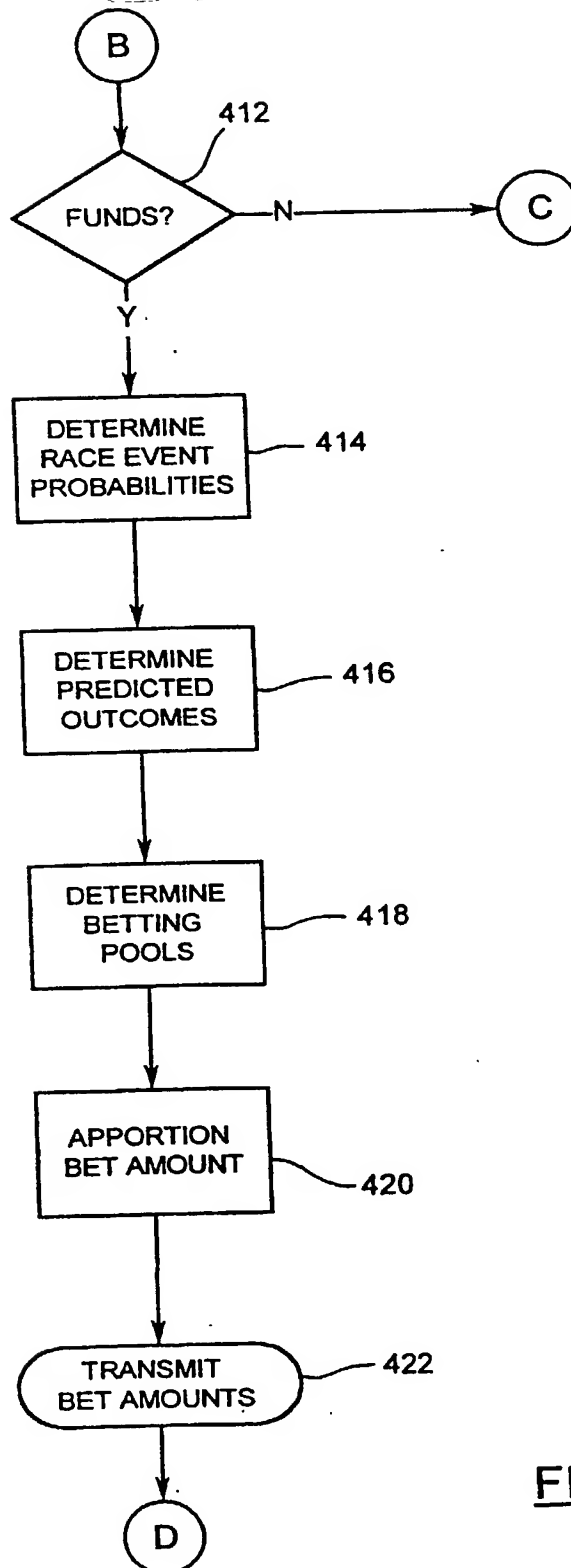 B
412
FUNDS?
N
C
Y
DETERMINE
RACE EVENT
PROBABILITIES
414
DETERMINE
PREDICTED
OUTCOMES
416
DETERMINE
BETTING
POOLS
418
APPORTION
BET AMOUNT
420
TRANSMIT
BET AMOUNTS
422
D